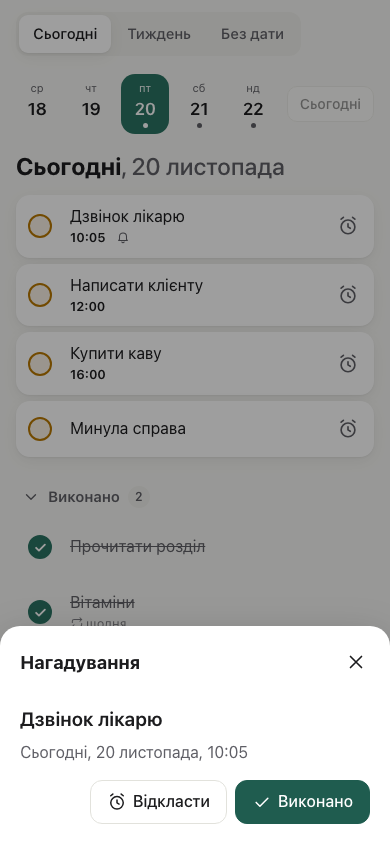 Сьогодні Тиждень Без дати
ср чт пт сб нд
18 19 20 21 22 Сьогодні
Сьогодні, 20 листопада
Дзвінок лікарю
10:05
Написати клієнту
12:00
Купити каву
16:00
Минула справа
Виконано 2
Прочитати розділ
Вітаміни
щодня
Нагадування
Дзвінок лікарю
Сьогодні, 20 листопада, 10:05
Відкласти Виконано